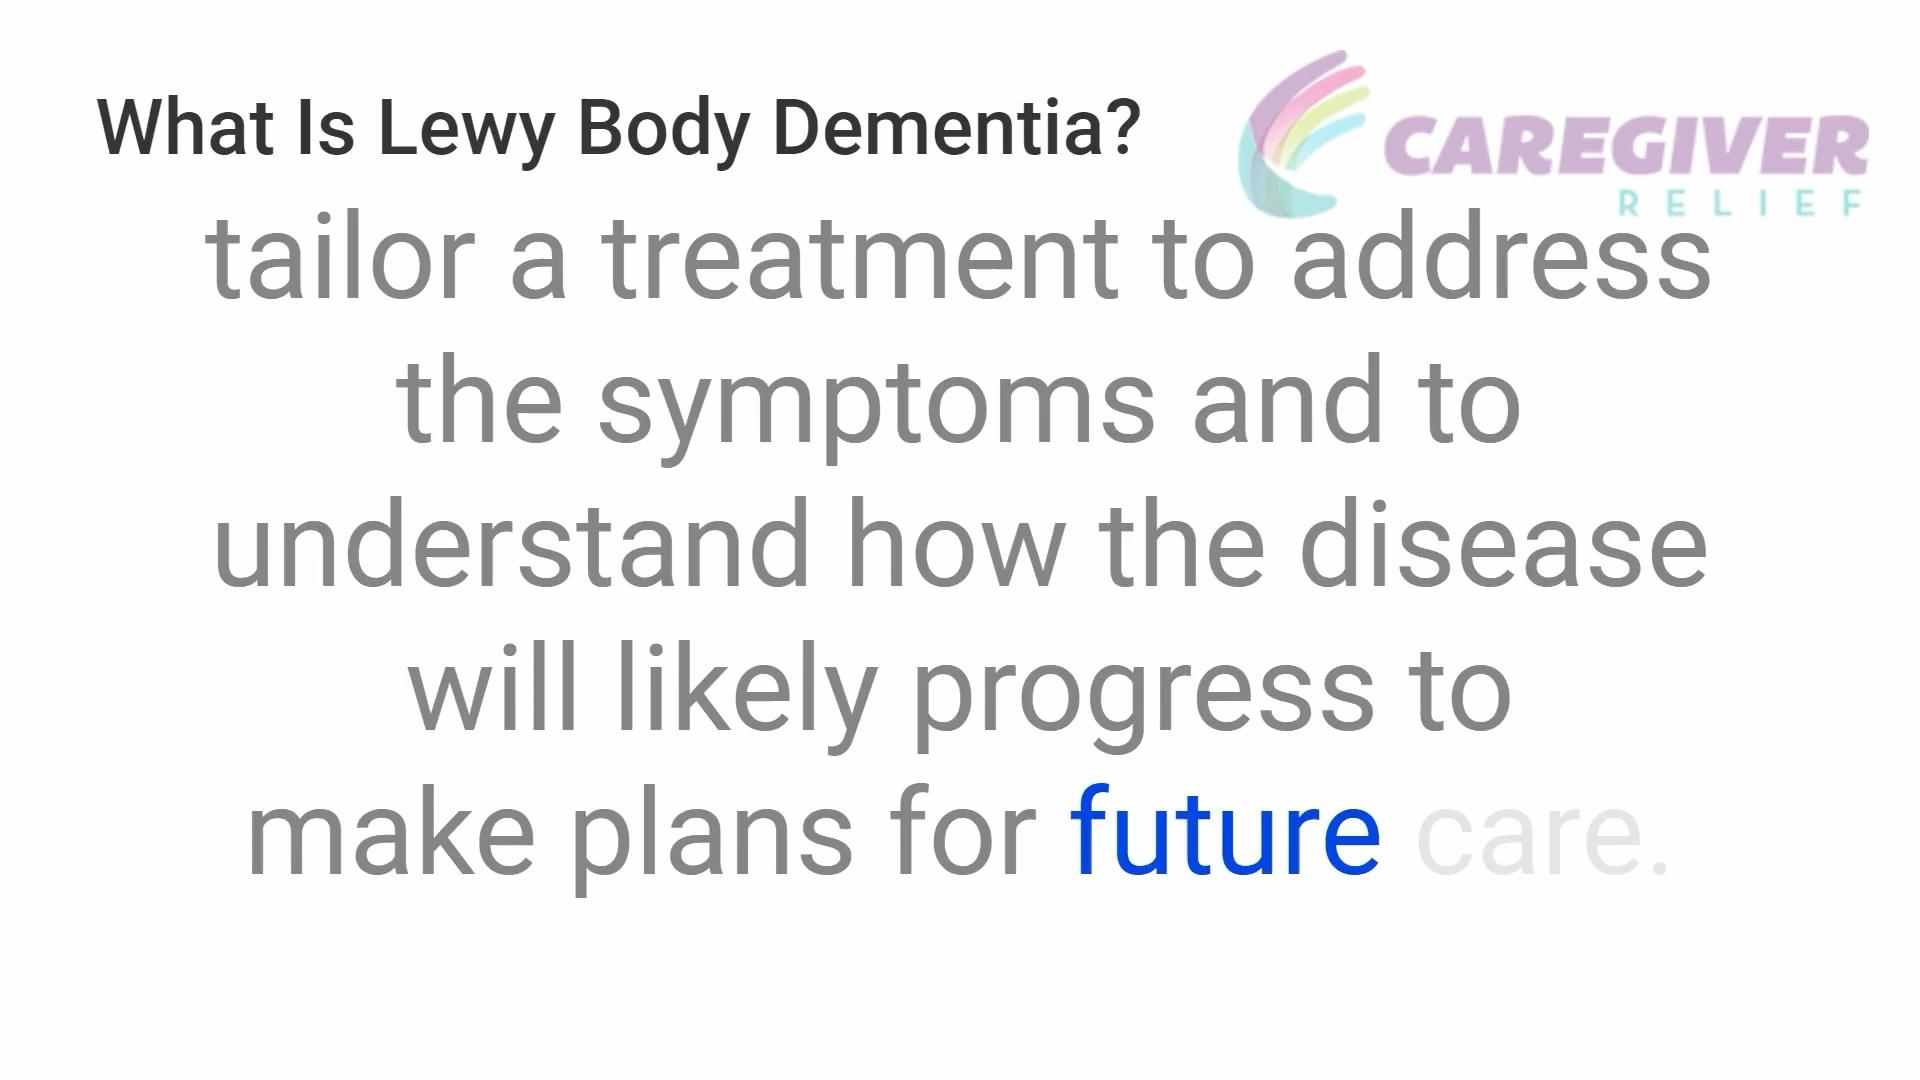 What Is Lewy Body Dementia?
CAREGIVER
RELIEF
tailor a treatment to address
the symptoms and to
understand how the disease
will likely progress to
make plans for future care.